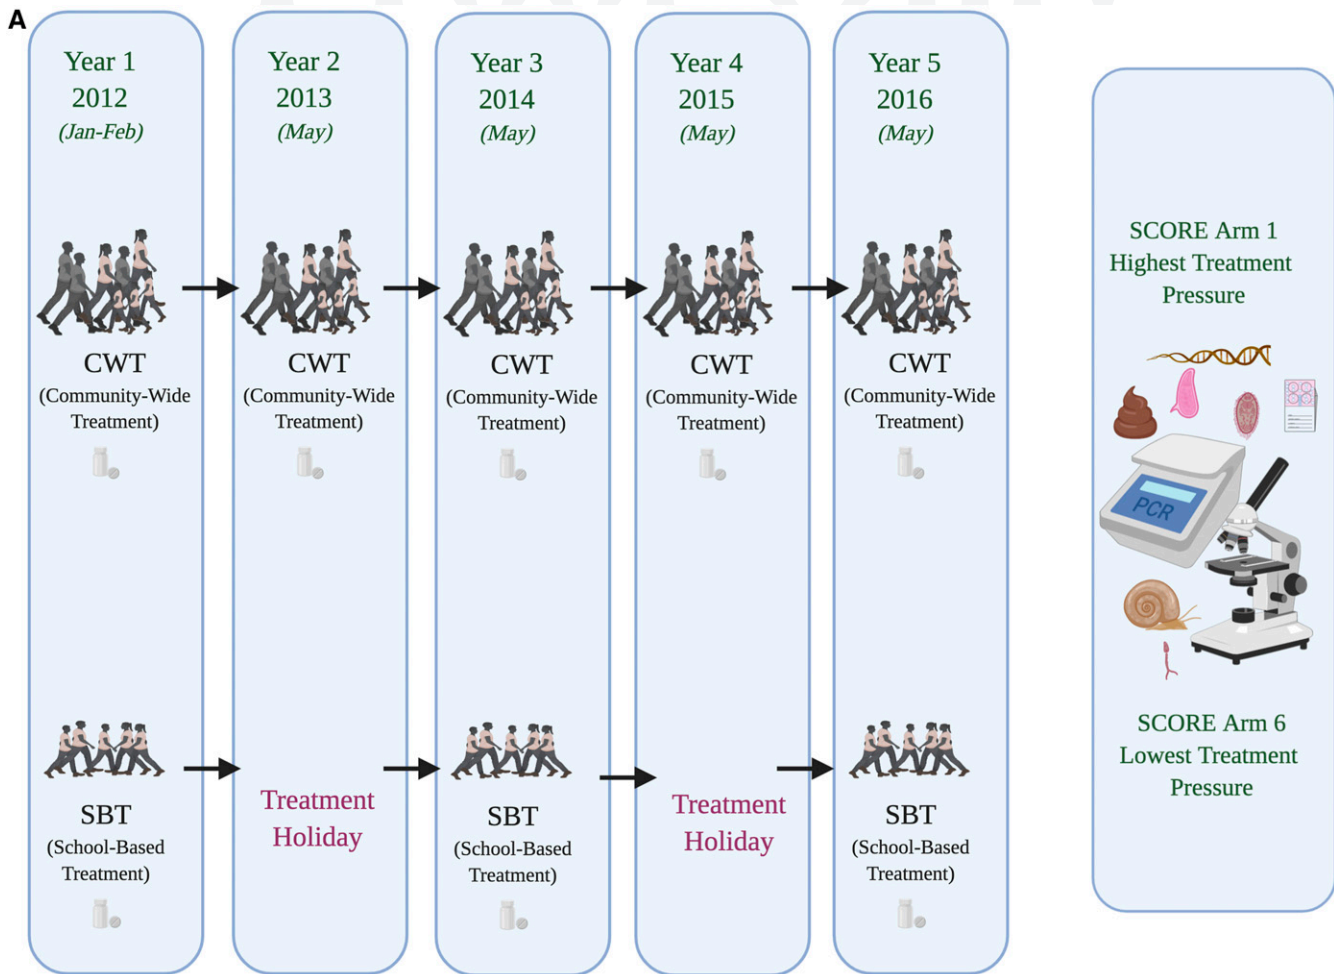 A
Year 1
2012
(Jan-Feb)
CWT
(Community-Wide
Treatment)
SBT
(School-Based
Treatment)
Year 2
2013
(May)
CWT
(Community-Wide
Treatment)
Treatment
Holiday
Year 3
2014
(May)
CWT
(Community-Wide
Treatment)
SBT
(School-Based
Treatment)
Year 4
2015
(May)
CWT
(Community-Wide
Treatment)
Treatment
Holiday
Year 5
2016
(May)
CWT
(Community-Wide
Treatment)
SBT
(School-Based
Treatment)
SCORE Arm 1
Highest Treatment
Pressure
PCR
SCORE Arm 6
Lowest Treatment
Pressure